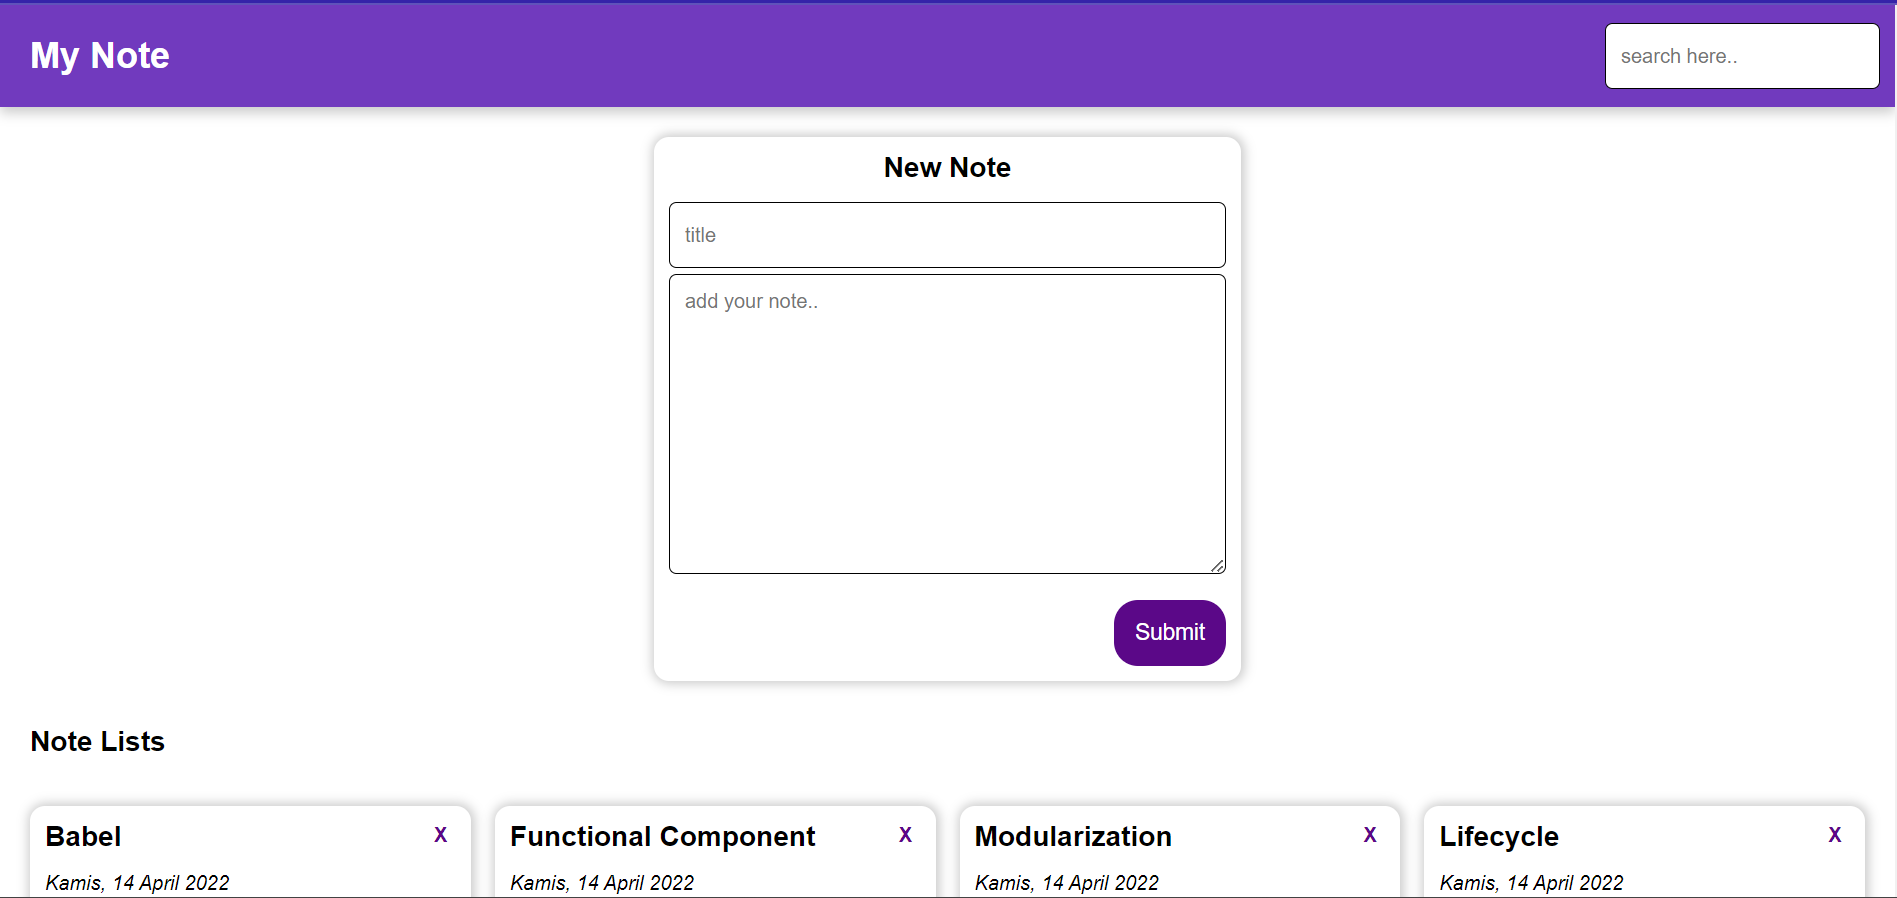 My Note
search here..
New Note
title
add your note..
Submit
Note Lists
Babel X
Kamis, 14 April 2022
Functional Component X
Kamis, 14 April 2022
Modularization X
Kamis, 14 April 2022
Lifecycle X
Kamis, 14 April 2022